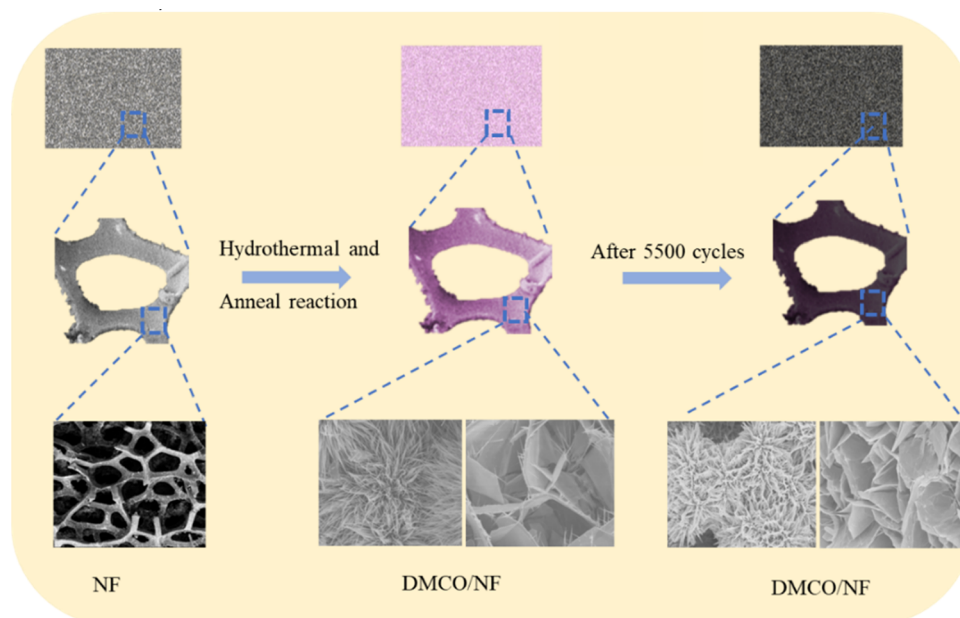 Hydrothermal and
Anneal reaction
After 5500 cycles
NF
DMCO/NF
DMCO/NF